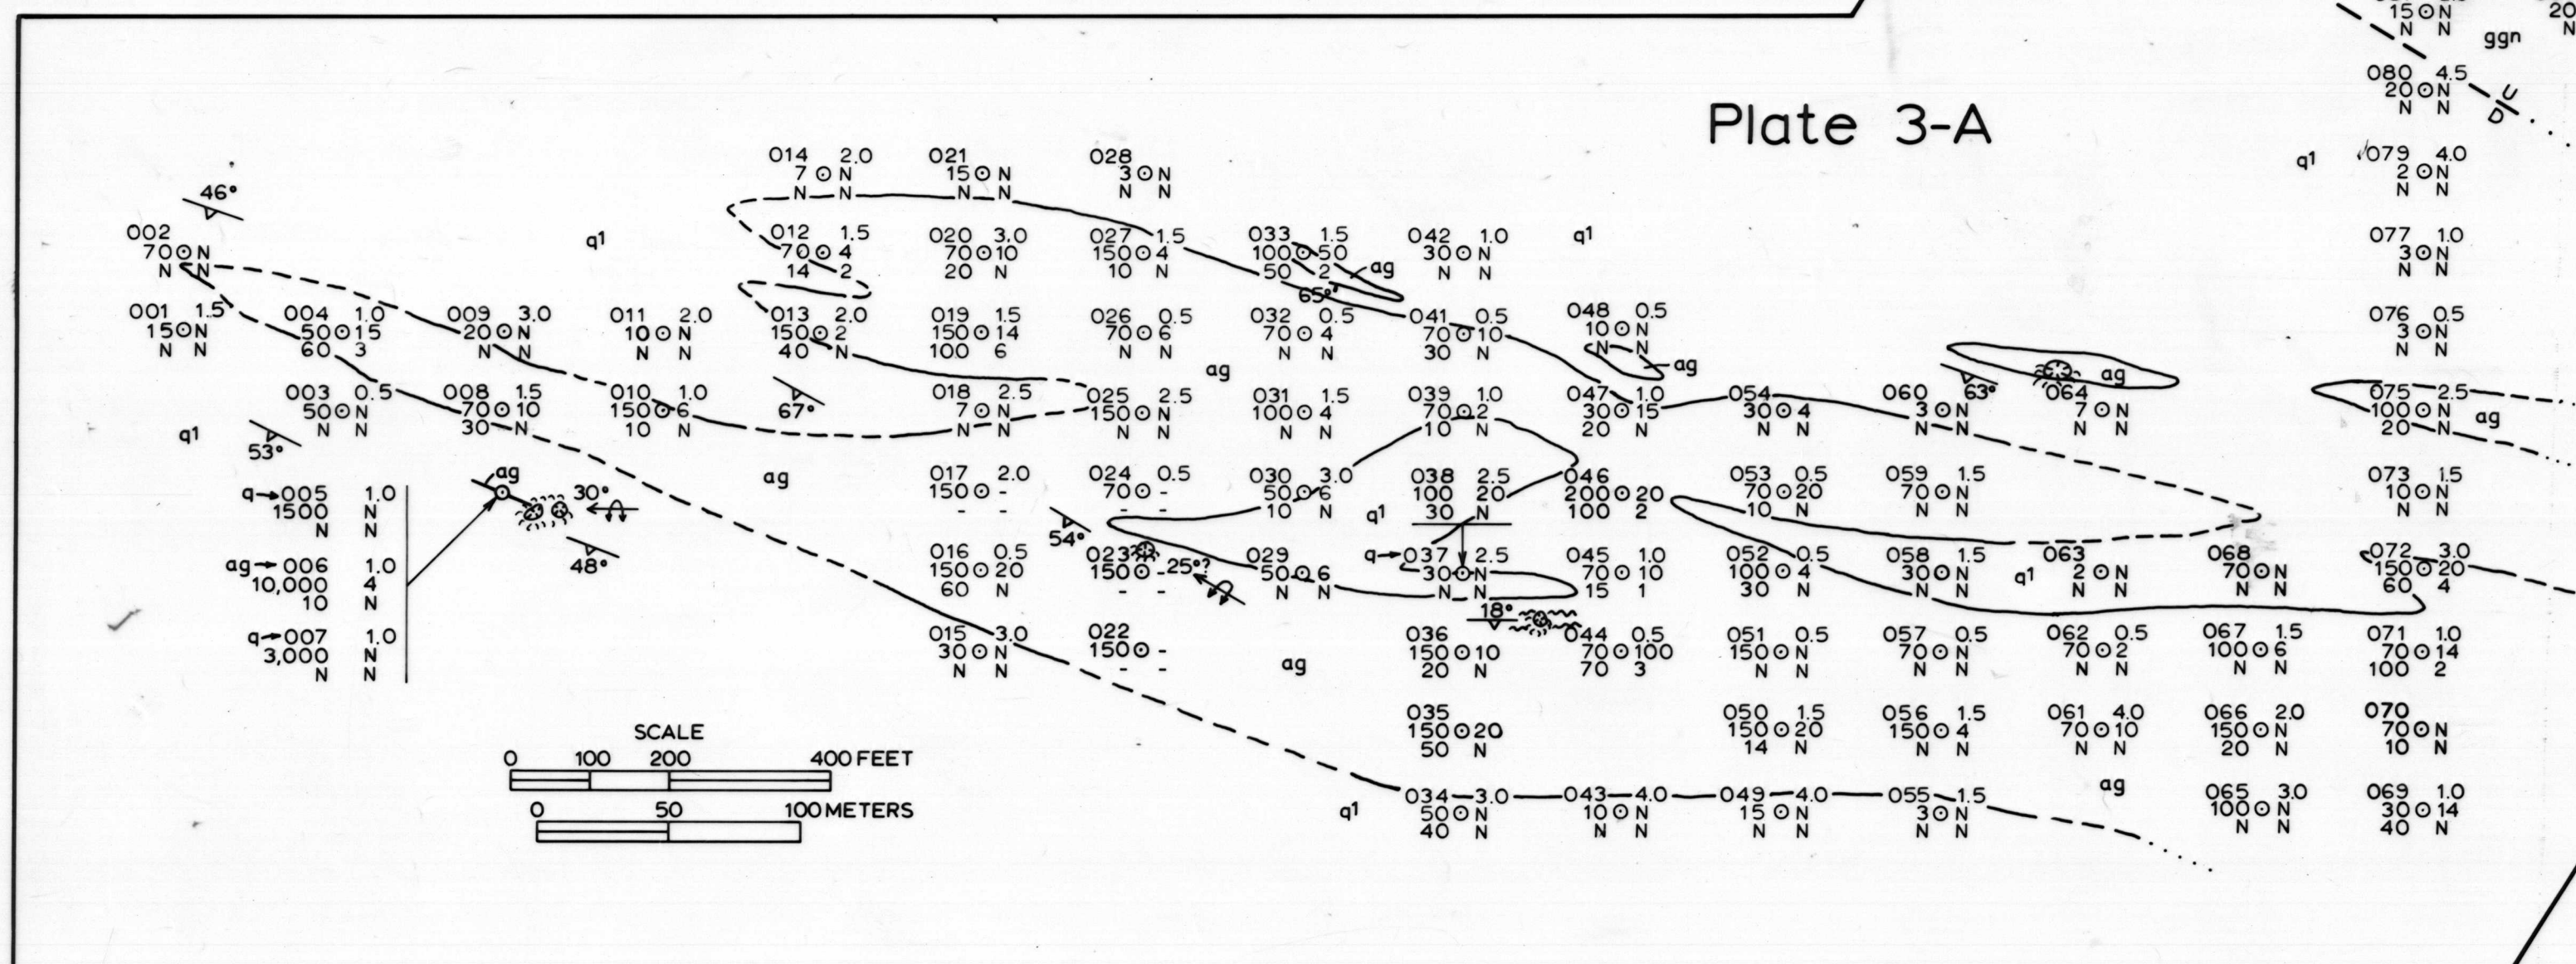 15 N
N N
20
N
ggn
080 4.5
20 N
N N
U
D
Plate 3-A
014 2.0
7 N
N N
021
15 N
N N
028
3 N
N N
q1
079 4.0
2 N
N N
46°
002
70 N
N N
q1
012 1.5
70 4
14 2
020 3.0
70 10
20 N
027 1.5
150 4
10 N
033 1.5
100 50
50 2
ag
65°
042 1.0
30 N
N N
q1
077 1.0
3 N
N N
001 1.5
15 N
N N
004 1.0
50 15
60 3
009 3.0
20 N
N N
011 2.0
10 N
N N
013 2.0
150 2
40 N
019 1.5
150 14
100 6
026 0.5
70 6
N N
032 0.5
70 4
N N
041 0.5
70 10
30 N
048 0.5
10 N
N N
ag
076 0.5
3 N
N N
ag
q1
53°
003 0.5
50 N
N N
008 1.5
70 10
30 N
010 1.0
150 6
10 N
67°
018 2.5
7 N
N N
025 2.5
150 N
N N
031 1.5
100 4
N N
039 1.0
70 2
10 N
047 1.0
30 15
20 N
054
30 4
N N
060
3 N
N N
63°
ag
064
7 N
N N
075 2.5
100 N
20 N
ag
q→005 1.0
1500 N
N N
ag→006 1.0
10,000 4
10 N
q→007 1.0
3,000 N
N N
ag
30°
48°
ag
017 2.0
150 -
- -
024 0.5
70 -
- -
54°
030 3.0
50 6
10 N
q1
038 2.5
100 20
30 N
046
200 20
100 2
053 0.5
70 20
10 N
059 1.5
70 N
N N
073 1.5
10 N
N N
016 0.5
150 20
60 N
023
150 -
- -
25°?
029
50 6
N N
q→037 2.5
30 N
N N
045 1.0
70 10
15 1
052 0.5
100 4
30 N
058 1.5
30 N
N N
q1
063
2 N
N N
068
70 N
N N
072 3.0
150 20
60 4
18°
015 3.0
30 N
N N
022
150 -
- -
ag
036
150 10
20 N
044 0.5
70 100
70 3
051 0.5
150 N
N N
057 0.5
70 N
N N
062 0.5
70 2
N N
067 1.5
100 6
N N
071 1.0
70 14
100 2
035
150 20
50 N
050 1.5
150 20
14 N
056 1.5
150 4
N N
061 4.0
70 10
N N
066 2.0
150 N
20 N
070
70 N
10 N
q1
034 3.0
50 N
40 N
043 4.0
10 N
N N
049 4.0
15 N
N N
055 1.5
3 N
N N
ag
065 3.0
100 N
N N
069 1.0
30 14
40 N
SCALE
0 100 200 400 FEET
0 50 100 METERS